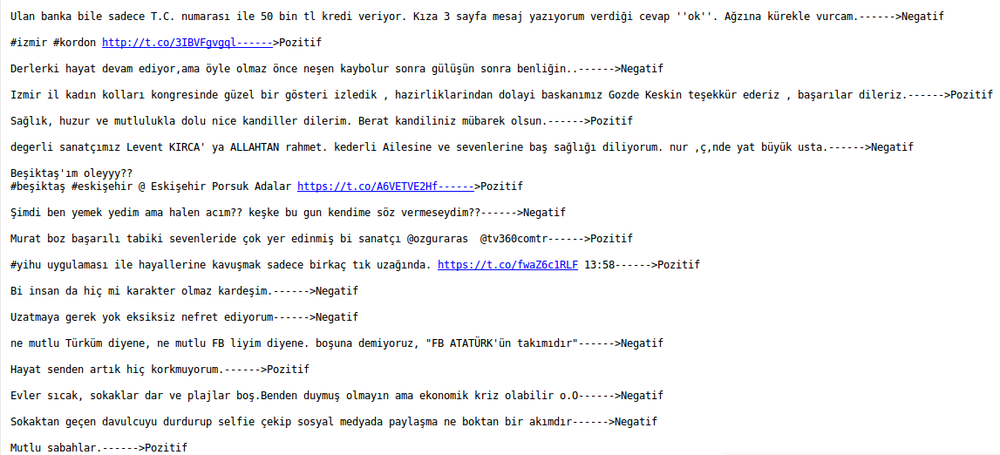 Ulan banka bile sadece T.C. numarası ile 50 bin tl kredi veriyor. Kıza 3 sayfa mesaj yazıyorum verdiği cevap ''ok''. Ağzına kürekle vurcam.------>Negatif
#izmir #kordon http://t.co/3IBVFgvgql------>Pozitif
Derlerki hayat devam ediyor,ama öyle olmaz önce neşen kaybolur sonra gülüşün sonra benliğin..------>Negatif
Izmir il kadın kolları kongresinde güzel bir gösteri izledik , hazirliklarindan dolayi baskanımız Gozde Keskin teşekkür ederiz , başarılar dileriz.------>Pozitif
Sağlık, huzur ve mutlulukla dolu nice kandiller dilerim. Berat kandiliniz mübarek olsun.------>Pozitif
degerli sanatçımız Levent KIRCA' ya ALLAHTAN rahmet. kederli Ailesine ve sevenlerine baş sağlığı diliyorum. nur ,ç,nde yat büyük usta.------>Negatif
Beşiktaş'ım oleyyy??
#beşiktaş #eskişehir @ Eskişehir Porsuk Adalar https://t.co/A6VETVE2Hf------>Pozitif
Şimdi ben yemek yedim ama halen acım?? keşke bu gun kendime söz vermeseydim??------>Negatif
Murat boz başarılı tabiki sevenleride çok yer edinmiş bi sanatçı @ozguraras  @tv360comtr------>Pozitif
#yihu uygulaması ile hayallerine kavuşmak sadece birkaç tık uzağında. https://t.co/fwaZ6c1RLF 13:58------>Pozitif
Bi insan da hiç mi karakter olmaz kardeşim.------>Negatif
Uzatmaya gerek yok eksiksiz nefret ediyorum------>Negatif
ne mutlu Türküm diyene, ne mutlu FB liyim diyene. boşuna demiyoruz, "FB ATATÜRK'ün takımıdır"------>Negatif
Hayat senden artık hiç korkmuyorum.------>Pozitif
Evler sıcak, sokaklar dar ve plajlar boş.Benden duymuş olmayın ama ekonomik kriz olabilir o.O------>Negatif
Sokaktan geçen davulcuyu durdurup selfie çekip sosyal medyada paylaşma ne boktan bir akımdır------>Negatif
Mutlu sabahlar.------>Pozitif